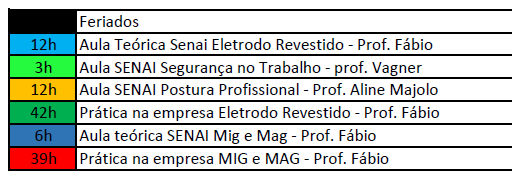 Feriados
12h Aula Teórica Senai Eletrodo Revestido - Prof. Fábio
3h Aula SENAI Segurança no Trabalho - prof. Vagner
12h Aula SENAI Postura Profissional - Prof. Aline Majolo
42h Prática na empresa Eletrodo Revestido - Prof. Fábio
6h Aula teórica SENAI Mig e Mag - Prof. Fábio
39h Prática na empresa MIG e MAG - Prof. Fábio